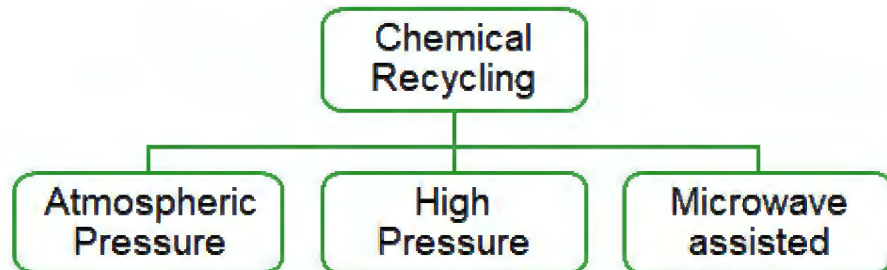 Chemical
Recycling
Atmospheric
Pressure
High
Pressure
Microwave
assisted